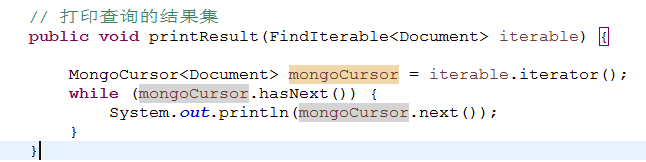 // 打印查询的结果集
public void printResult(FindIterable<Document> iterable) {
MongoCursor<Document> mongoCursor = iterable.iterator();
while (mongoCursor.hasNext()) {
System.out.println(mongoCursor.next());
}
}